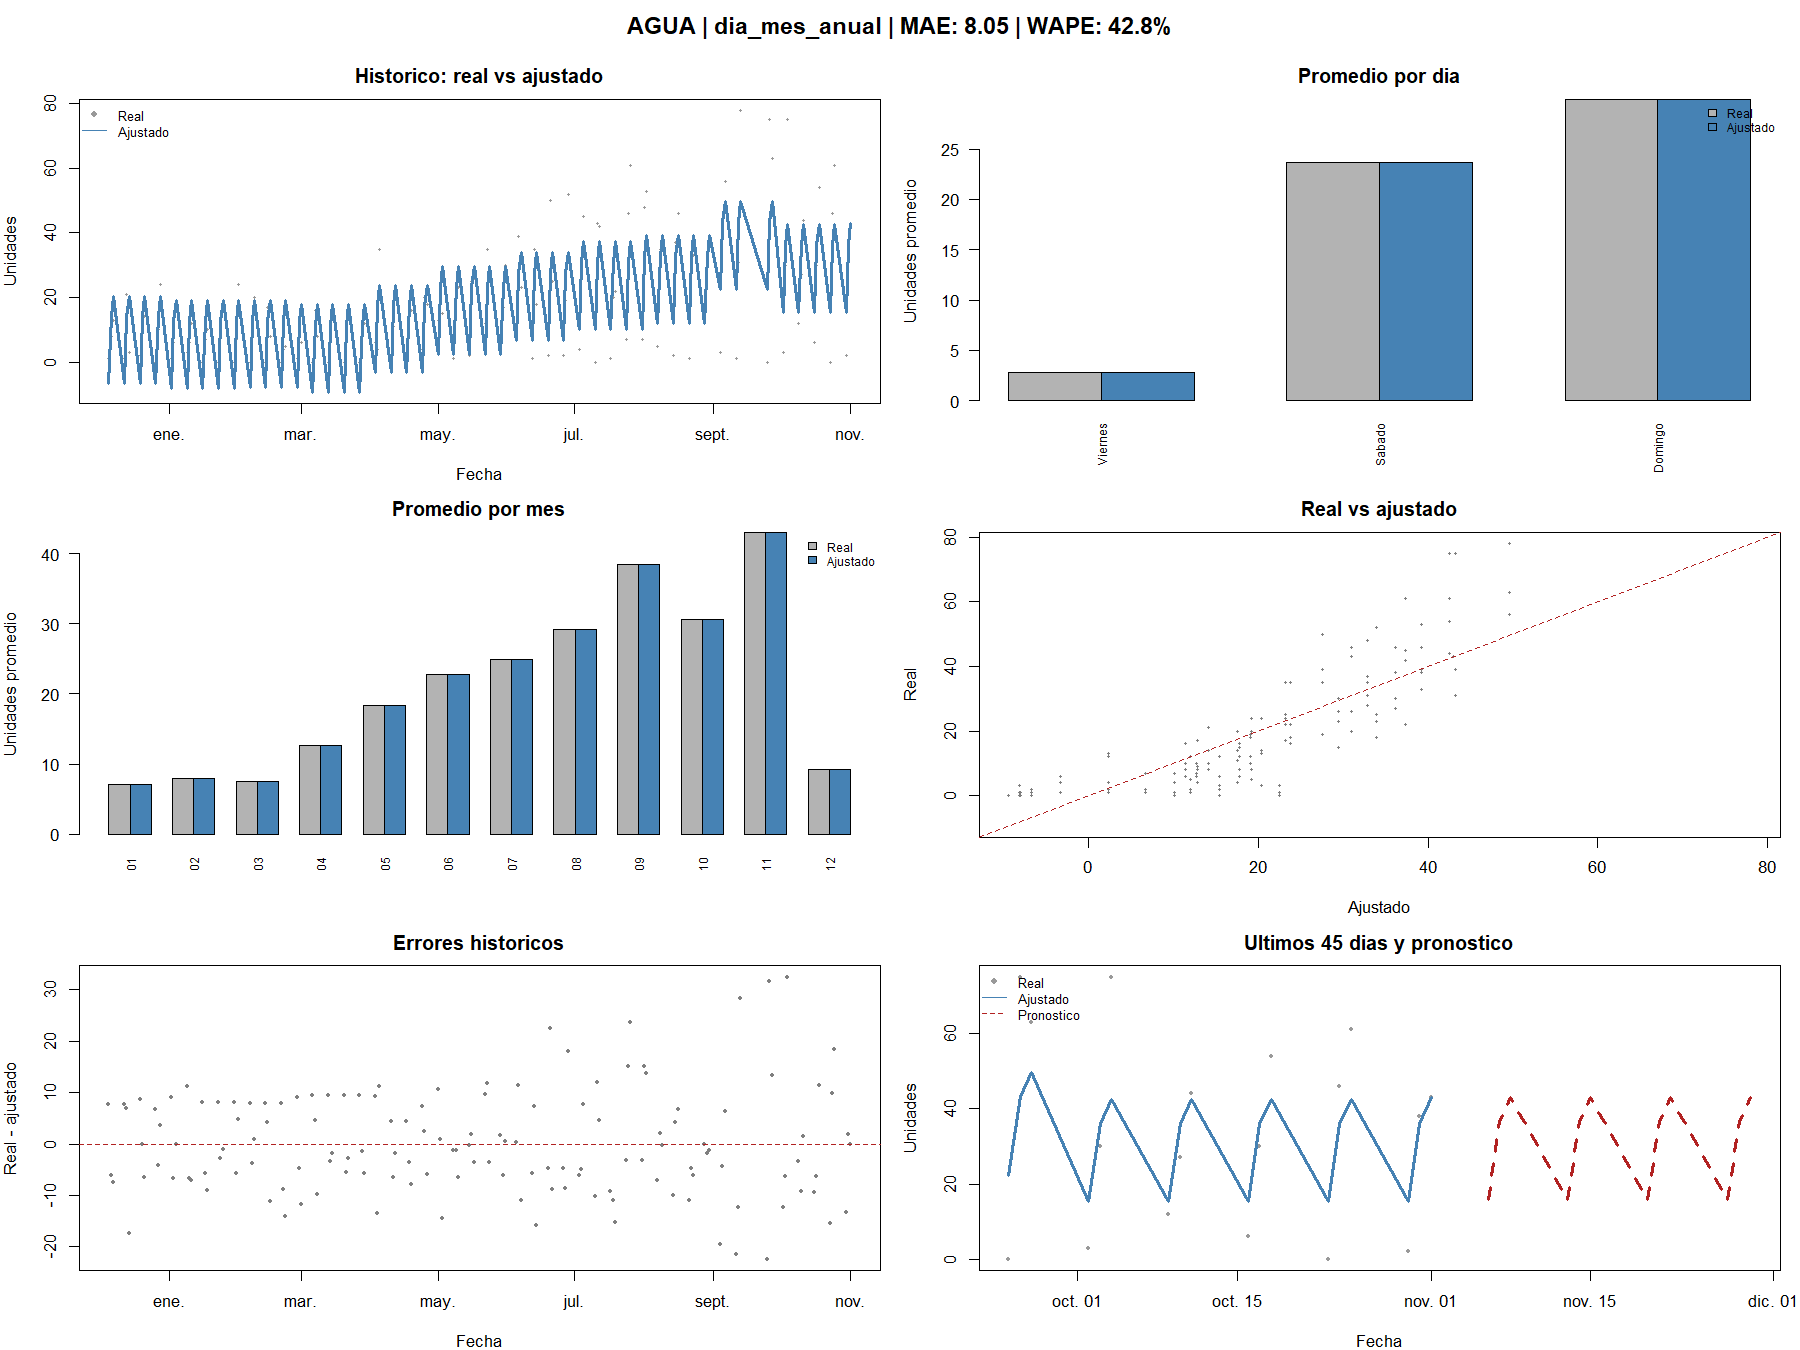 AGUA | dia_mes_anual | MAE: 8.05 | WAPE: 42.8%
Historico: real vs ajustado
Real
Ajustado
Unidades
0
20
40
60
80
ene.
mar.
may.
jul.
sept.
nov.
Fecha
Promedio por dia
Real
Ajustado
Unidades promedio
0
5
10
15
20
25
Viernes
Sabado
Domingo
Promedio por mes
Real
Ajustado
Unidades promedio
0
10
20
30
40
01
02
03
04
05
06
07
08
09
10
11
12
Real vs ajustado
Real
0
20
40
60
80
0
20
40
60
80
Ajustado
Errores historicos
Real - ajustado
-20
-10
0
10
20
30
ene.
mar.
may.
jul.
sept.
nov.
Fecha
Ultimos 45 dias y pronostico
Real
Ajustado
Pronostico
Unidades
0
20
40
60
oct. 01
oct. 15
nov. 01
nov. 15
dic. 01
Fecha